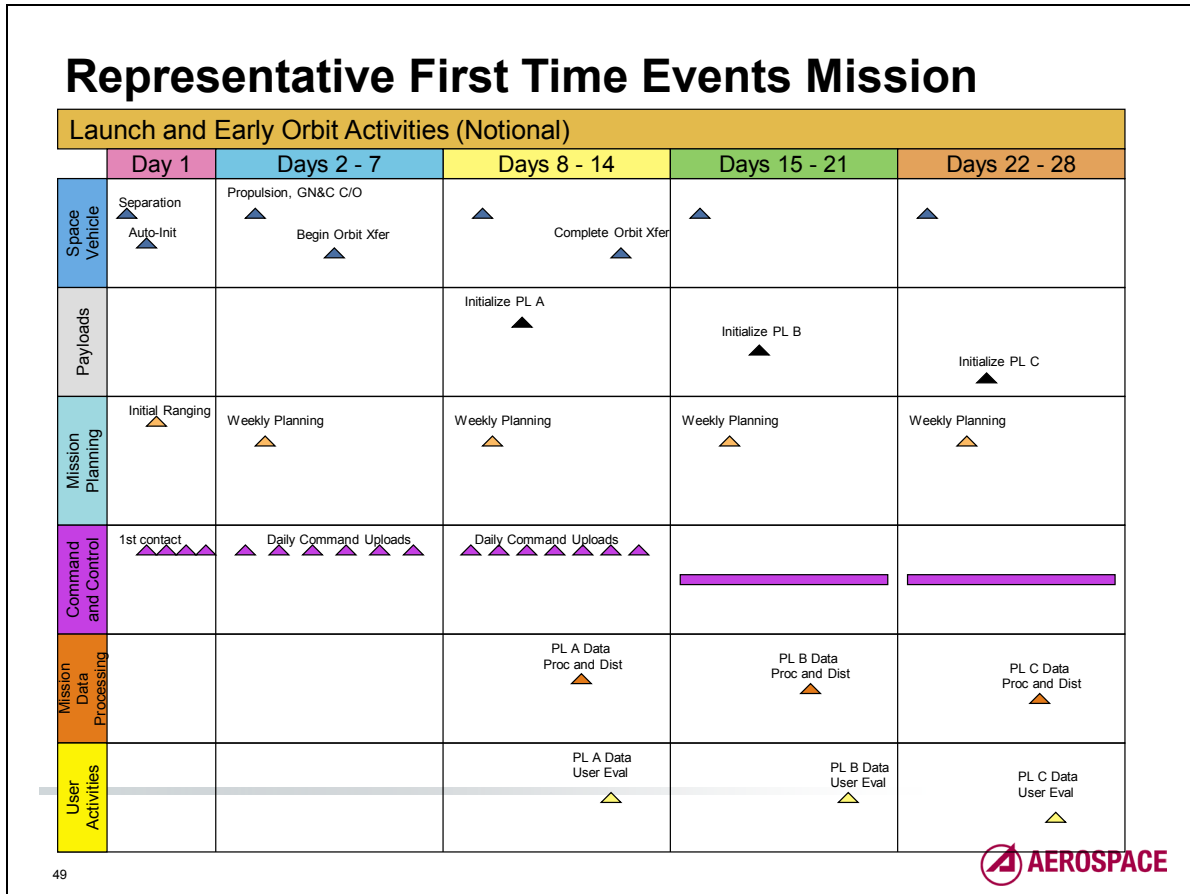 Representative First Time Events Mission
Launch and Early Orbit Activities (Notional)
Day 1
Days 2 - 7
Days 8 - 14
Days 15 - 21
Days 22 - 28
Space
Vehicle
Separation
Auto-Init
Propulsion, GN&C C/O
Begin Orbit Xfer
Complete Orbit Xfer
Payloads
Initialize PL A
Initialize PL B
Initialize PL C
Mission
Planning
Initial Ranging
Weekly Planning
Weekly Planning
Weekly Planning
Weekly Planning
Command
and Control
1st contact
Daily Command Uploads
Daily Command Uploads
Mission
Data
Processing
PL A Data
Proc and Dist
PL B Data
Proc and Dist
PL C Data
Proc and Dist
User
Activities
PL A Data
User Eval
PL B Data
User Eval
PL C Data
User Eval
49
AEROSPACE